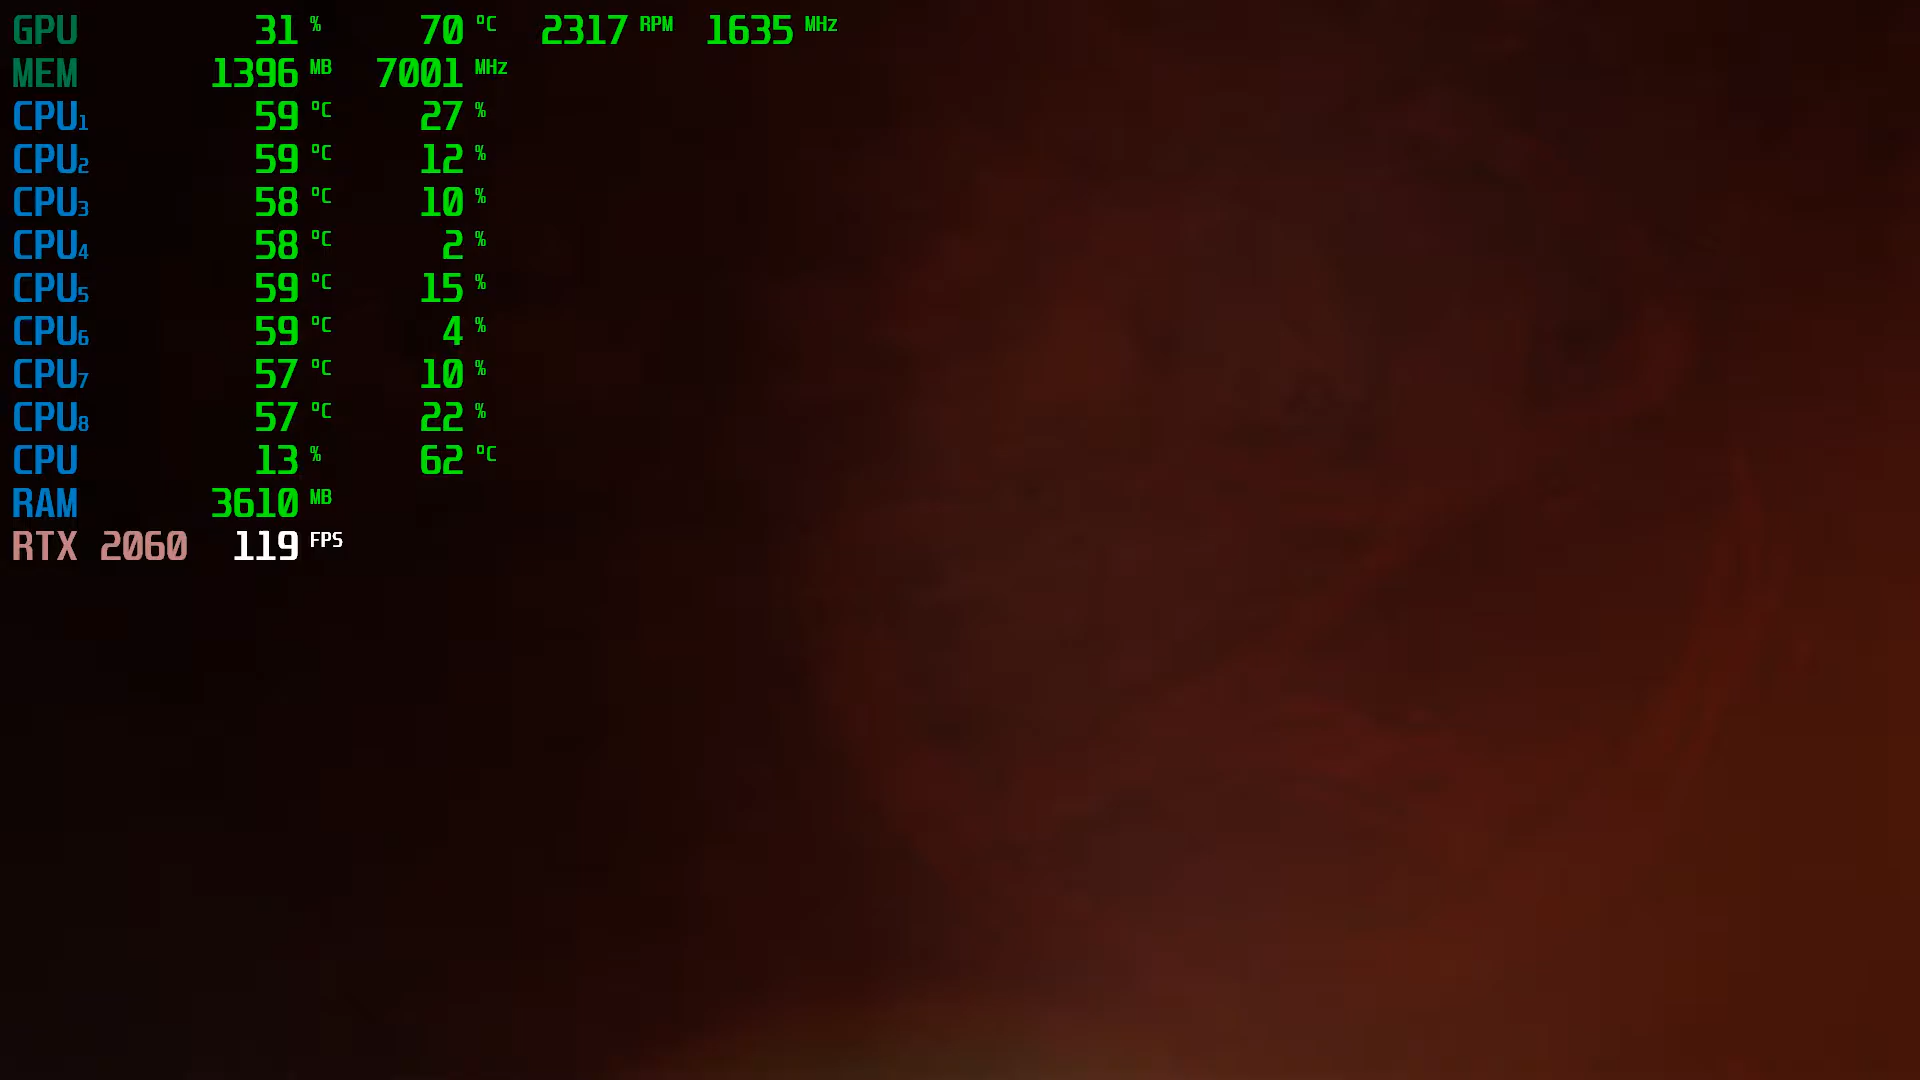 GPU 31 % 70 °C 2317 RPM 1635 MHz
MEM 1396 MB 7001 MHz
CPU1 59 °C 27 %
CPU2 59 °C 12 %
CPU3 58 °C 10 %
CPU4 58 °C 2 %
CPU5 59 °C 15 %
CPU6 59 °C 4 %
CPU7 57 °C 10 %
CPU8 57 °C 22 %
CPU 13 % 62 °C
RAM 3610 MB
RTX 2060 119 FPS